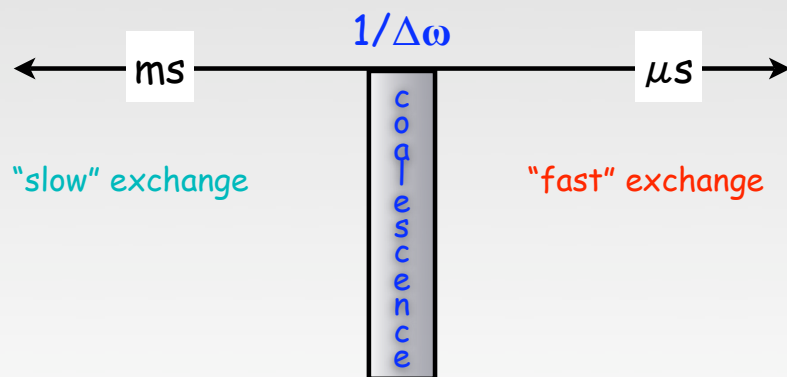 1/Δω
ms
μs
coalescence
“slow” exchange
“fast” exchange